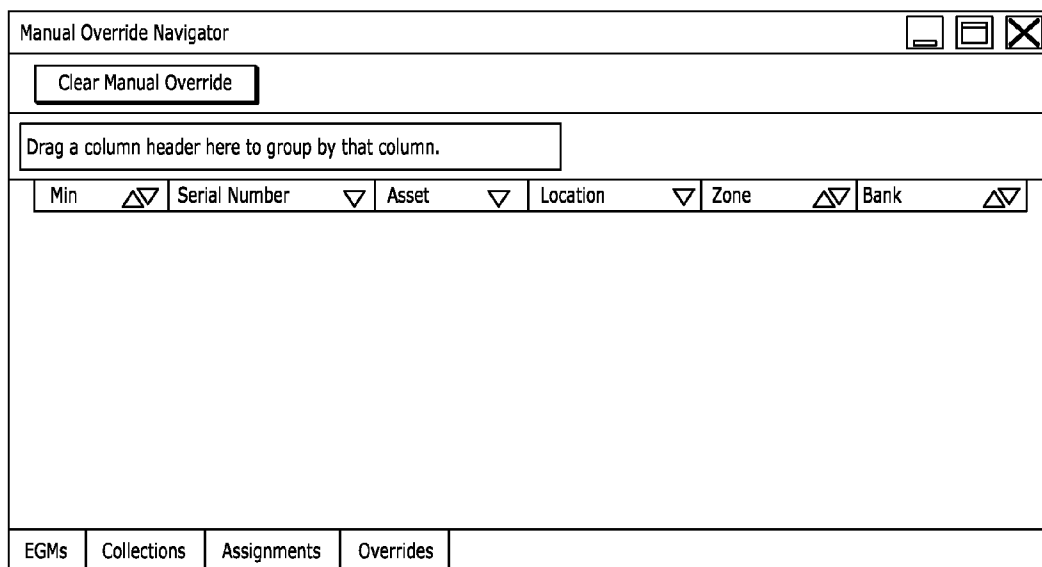 Manual Override Navigator
Clear Manual Override
Drag a column header here to group by that column.
Min Serial Number Asset Location Zone Bank
EGMs Collections Assignments Overrides